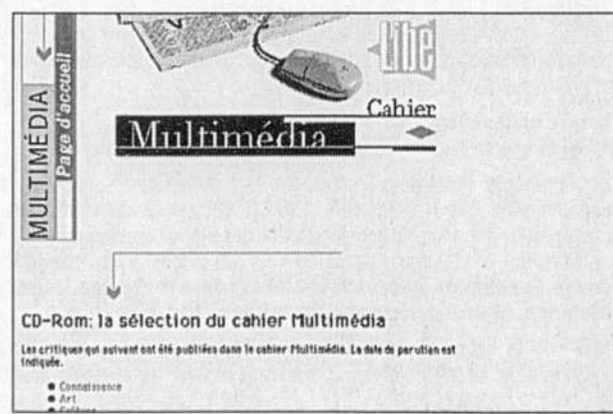 MULTIMÉDIA
Page d'accueil
Libé
Cahier
Multimédia
CD-Rom: la sélection du cahier Multimédia
Les critiques qui suivent ont été publiées dans le cahier Multimédia. La date de parution est
indiquée.
● Connaissance
● Art
● Culture